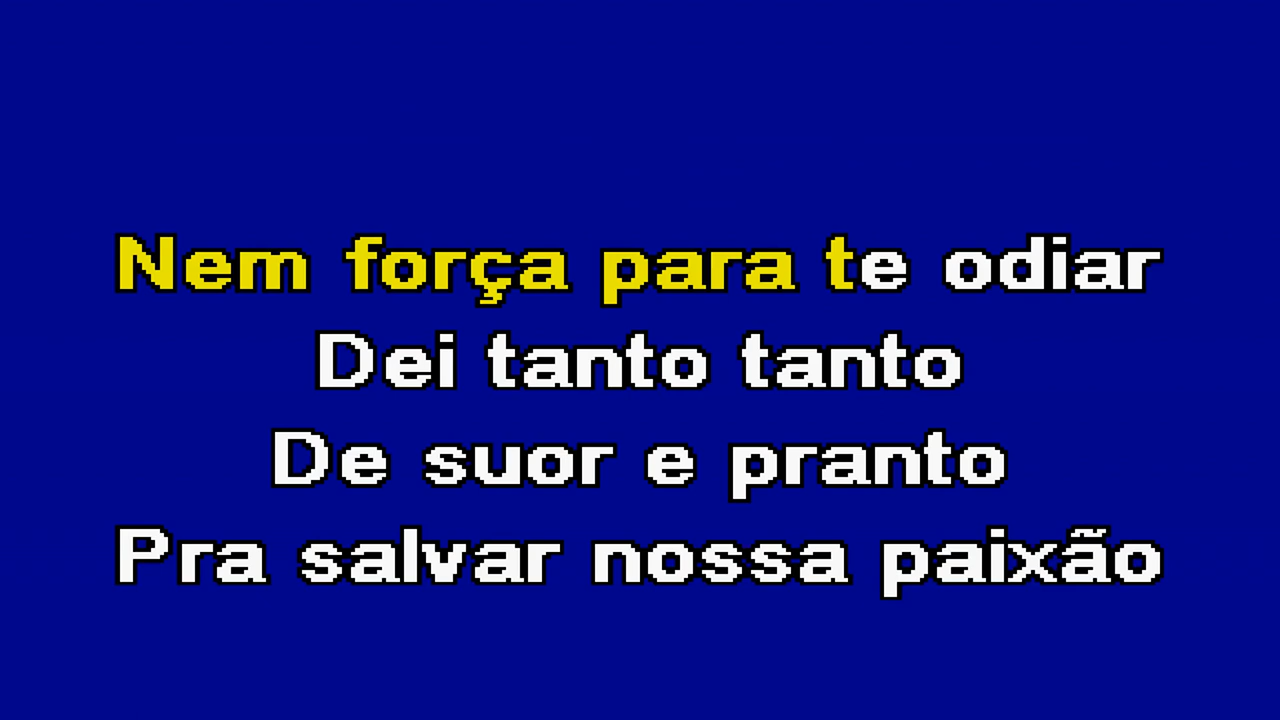 Nem força para te odiar
Dei tanto tanto
De suor e pranto
Pra salvar nossa paixão